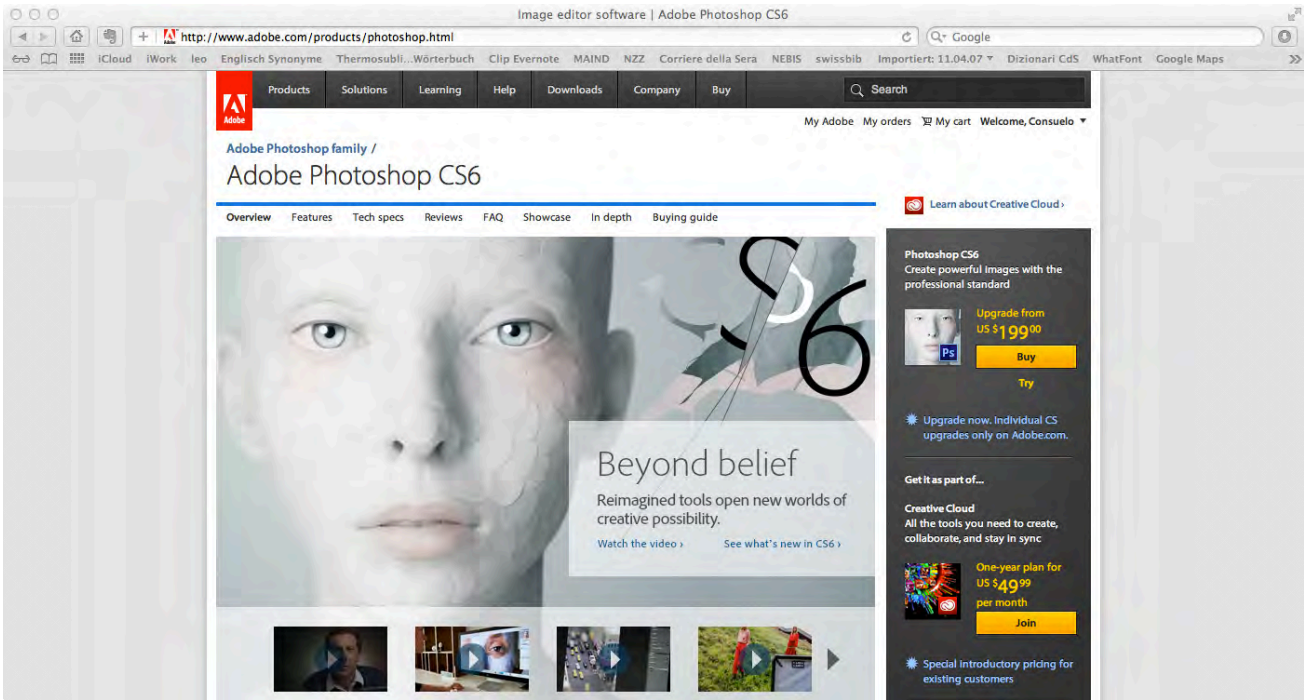 Image editor software | Adobe Photoshop CS6
http://www.adobe.com/products/photoshop.html
Google
iCloud iWork leo Englisch Synonyme Thermosubli...Wörterbuch Clip Evernote MAIND NZZ Corriere della Sera NEBIS swissbib Importiert: 11.04.07 Dizionari CdS WhatFont Google Maps
Adobe
Products Solutions Learning Help Downloads Company Buy
Search
My Adobe My orders My cart Welcome, Consuelo
Adobe Photoshop family /
Adobe Photoshop CS6
Learn about Creative Cloud ›
Overview Features Tech specs Reviews FAQ Showcase In depth Buying guide
S6
Beyond belief
Reimagined tools open new worlds of
creative possibility.
Watch the video › See what's new in CS6 ›
Photoshop CS6
Create powerful images with the
professional standard
Ps
Upgrade from
US $199 00
Buy
Try
Upgrade now. Individual CS
upgrades only on Adobe.com.
Get it as part of...
Creative Cloud
All the tools you need to create,
collaborate, and stay in sync
One-year plan for
US $49 99
per month
Join
Special introductory pricing for
existing customers